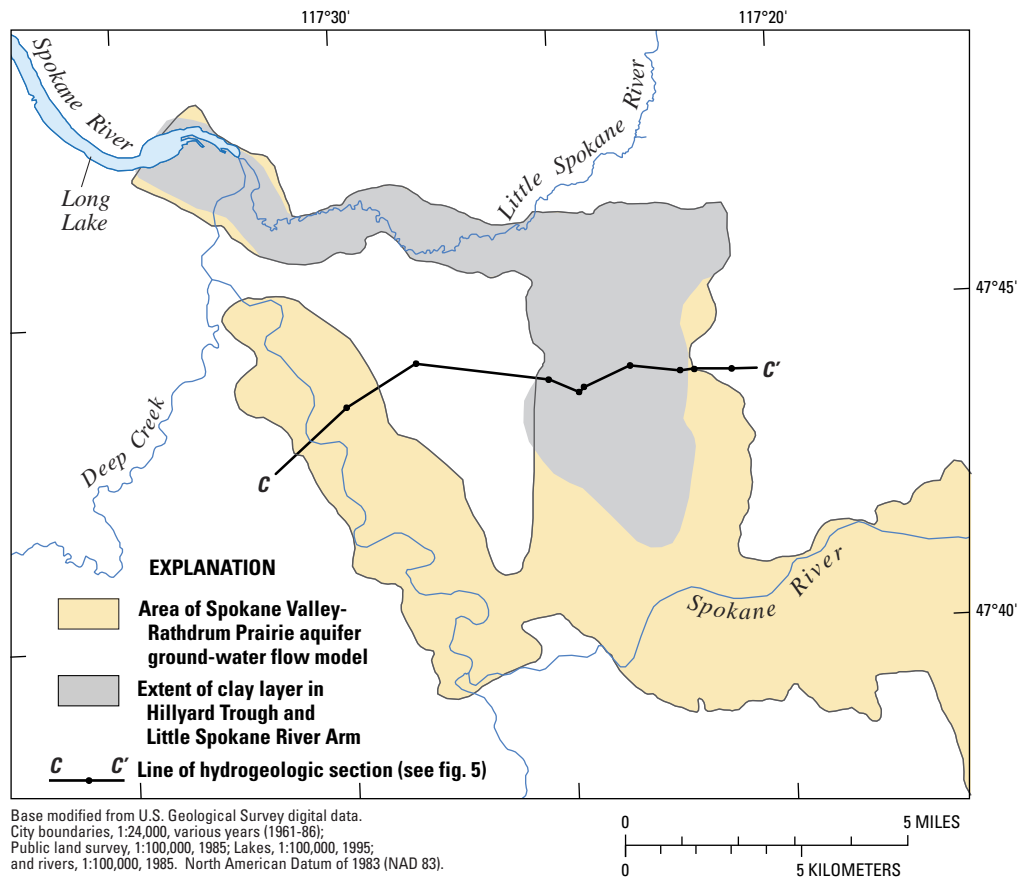 117°30'
117°20'
Spokane River
Long
Lake
Little Spokane River
47°45'
C'
Deep Creek
C
Spokane River
47°40'
EXPLANATION
Area of Spokane Valley-
Rathdrum Prairie aquifer
ground-water flow model
Extent of clay layer in
Hillyard Trough and
Little Spokane River Arm
C C' Line of hydrogeologic section (see fig. 5)
Base modified from U.S. Geological Survey digital data.
City boundaries, 1:24,000, various years (1961-86);
Public land survey, 1:100,000, 1985; Lakes, 1:100,000, 1995;
and rivers, 1:100,000, 1985. North American Datum of 1983 (NAD 83).
0 5 MILES
0 5 KILOMETERS